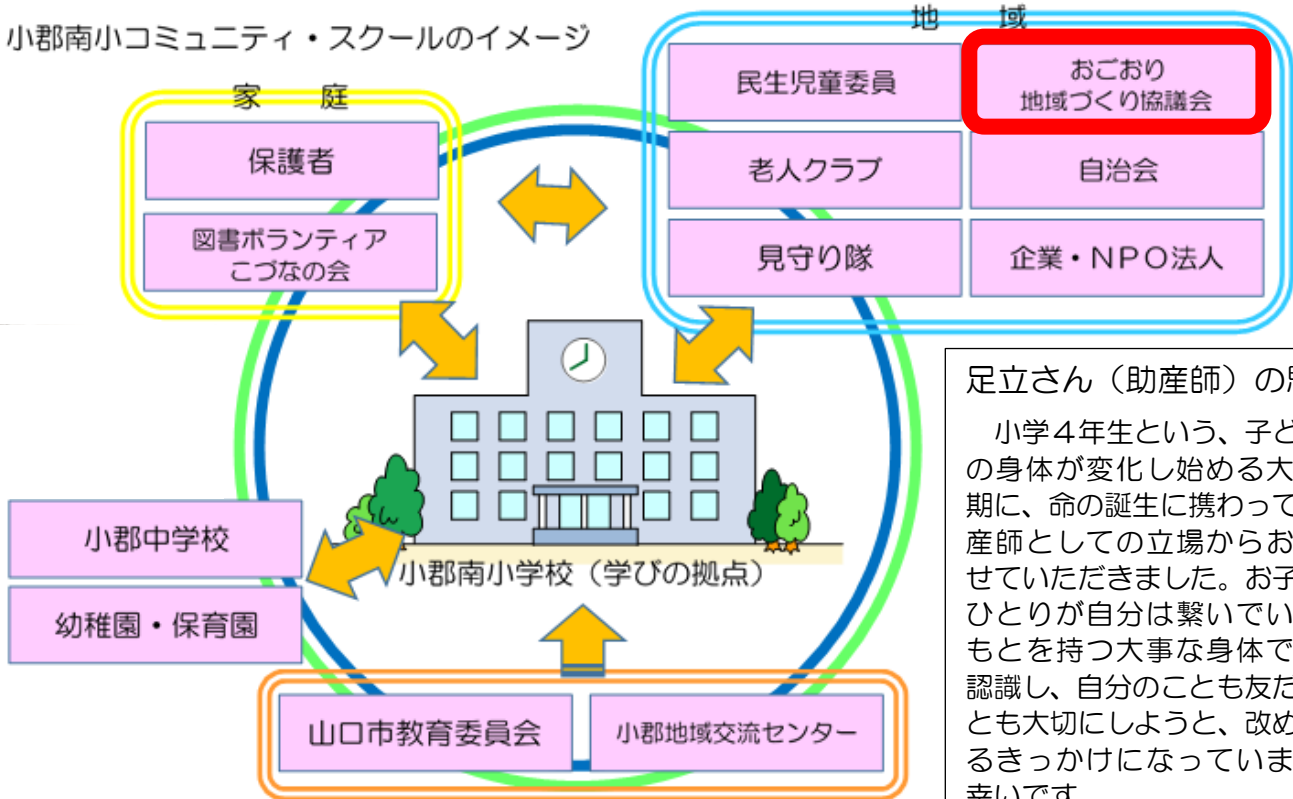 小郡南小コミュニティ・スクールのイメージ
地　域
家　庭
民生児童委員
おごおり
地域づくり協議会
保護者
老人クラブ
自治会
図書ボランティア
こづなの会
見守り隊
企業・NPO法人
小郡中学校
幼稚園・保育園
小郡南小学校（学びの拠点）
山口市教育委員会
小郡地域交流センター
足立さん（助産師）の
小学４年生という、子ど
の身体が変化し始める大
期に、命の誕生に携わって
産師としての立場からお
せていただきました。お子
ひとりが自分は繋いでい
もとを持つ大事な身体で
認識し、自分のことも友だ
とも大切にしようと、改め
るきっかけになっていま
幸いです